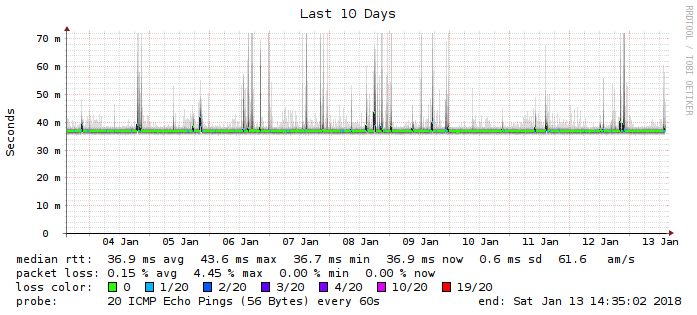 Last 10 Days
RRDTOOL / TOBI OETIKER
Seconds
70 m
60 m
50 m
40 m
30 m
20 m
10 m
0
04 Jan 05 Jan 06 Jan 07 Jan 08 Jan 09 Jan 10 Jan 11 Jan 12 Jan 13 Jan
median rtt: 36.9 ms avg 43.6 ms max 36.7 ms min 36.9 ms now 0.6 ms sd 61.6 am/s
packet loss: 0.15 % avg 4.45 % max 0.00 % min 0.00 % now
loss color: 0 1/20 2/20 3/20 4/20 10/20 19/20
probe: 20 ICMP Echo Pings (56 Bytes) every 60s end: Sat Jan 13 14:35:02 2018